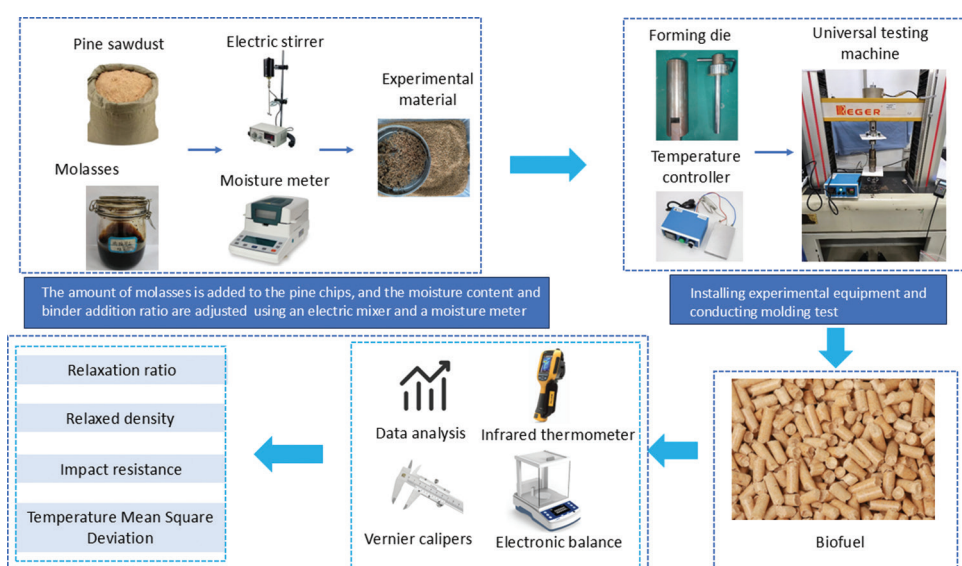 Pine sawdust
Electric stirrer
Experimental
material
Molasses
Moisture meter
The amount of molasses is added to the pine chips, and the moisture content and
binder addition ratio are adjusted using an electric mixer and a moisture meter
Forming die
Universal testing
machine
EGER
Temperature
controller
Installing experimental equipment and
conducting molding test
Relaxation ratio
Relaxed density
Impact resistance
Temperature Mean Square
Deviation
Data analysis
Infrared thermometer
Vernier calipers
Electronic balance
Biofuel